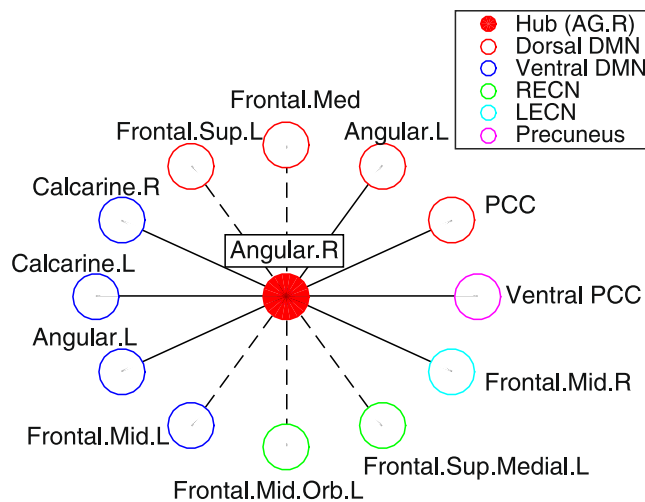 Hub (AG.R)
Dorsal DMN
Ventral DMN
RECN
LECN
Precuneus
Frontal.Med
Frontal.Sup.L
Angular.L
Calcarine.R
PCC
Angular.R
Calcarine.L
Ventral PCC
Angular.L
Frontal.Mid.R
Frontal.Mid.L
Frontal.Sup.Medial.L
Frontal.Mid.Orb.L